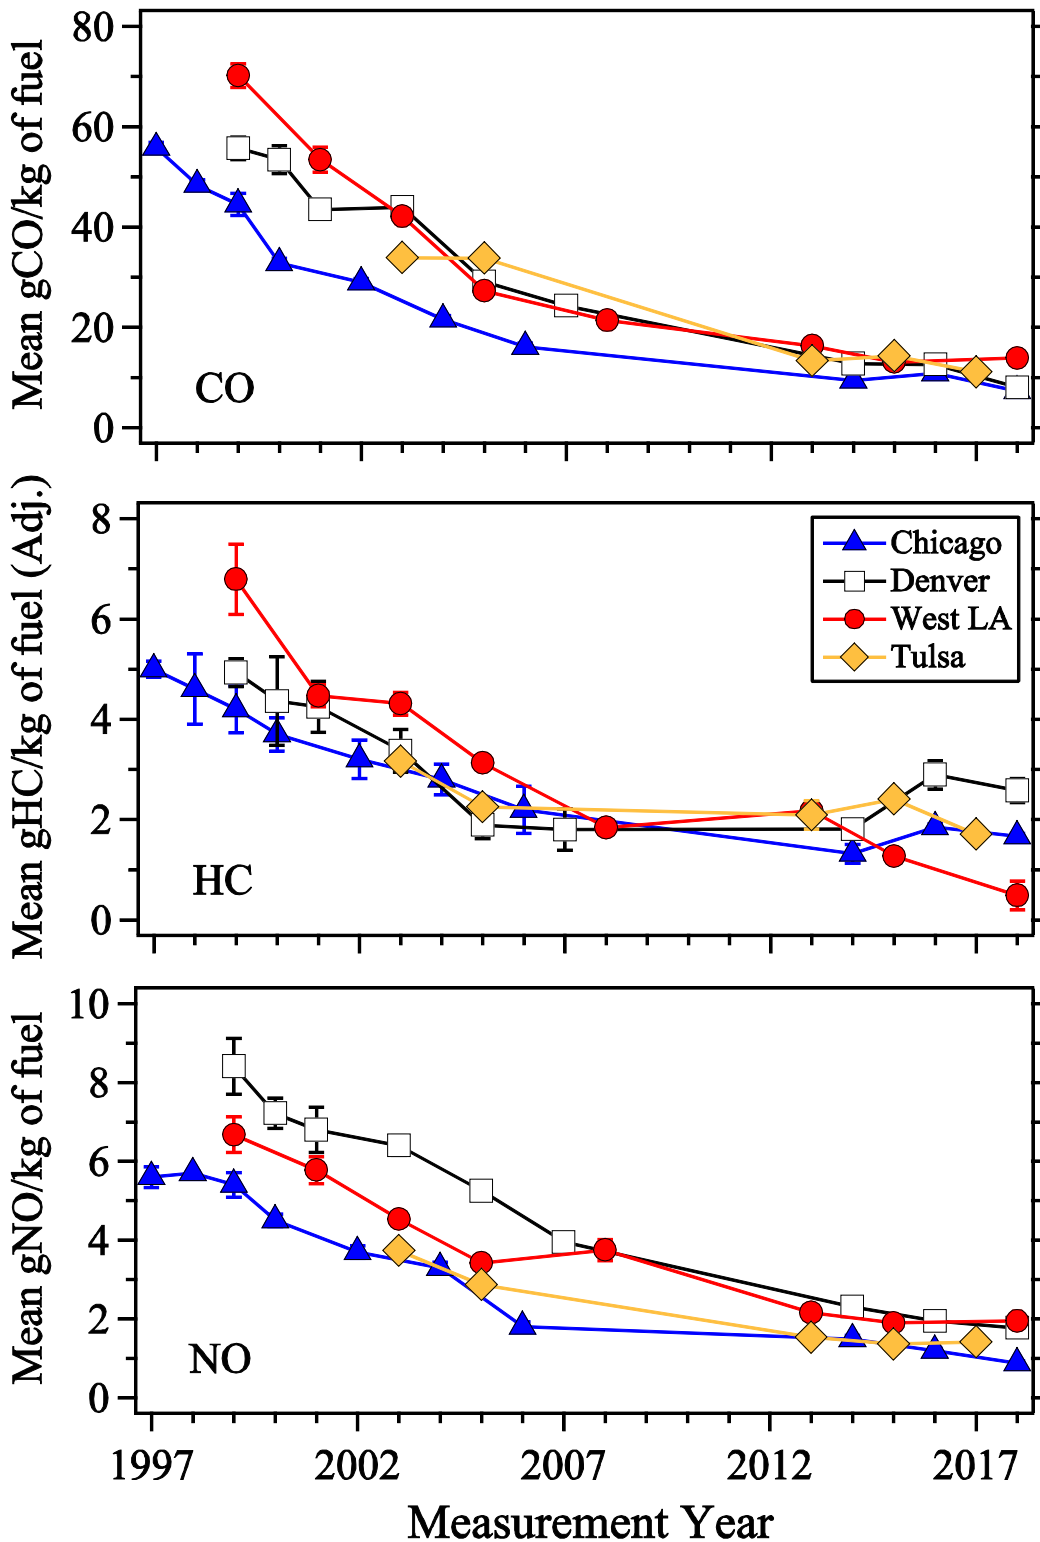 Mean gCO/kg of fuel
80
60
40
20
0
CO
Mean gHC/kg of fuel (Adj.)
8
6
4
2
0
HC
Chicago
Denver
West LA
Tulsa
Mean gNO/kg of fuel
10
8
6
4
2
0
NO
1997 2002 2007 2012 2017
Measurement Year